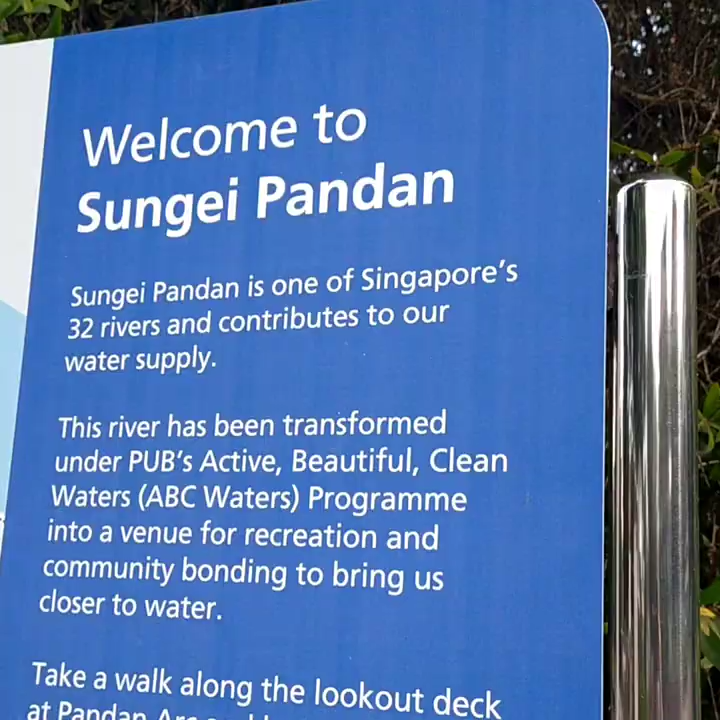 Welcome to
Sungei Pandan
Sungei Pandan is one of Singapore's
32 rivers and contributes to our
water supply.
This river has been transformed
under PUB's Active, Beautiful, Clean
Waters (ABC Waters) Programme
into a venue for recreation and
community bonding to bring us
closer to water.
Take a walk along the lookout deck
at Pandan